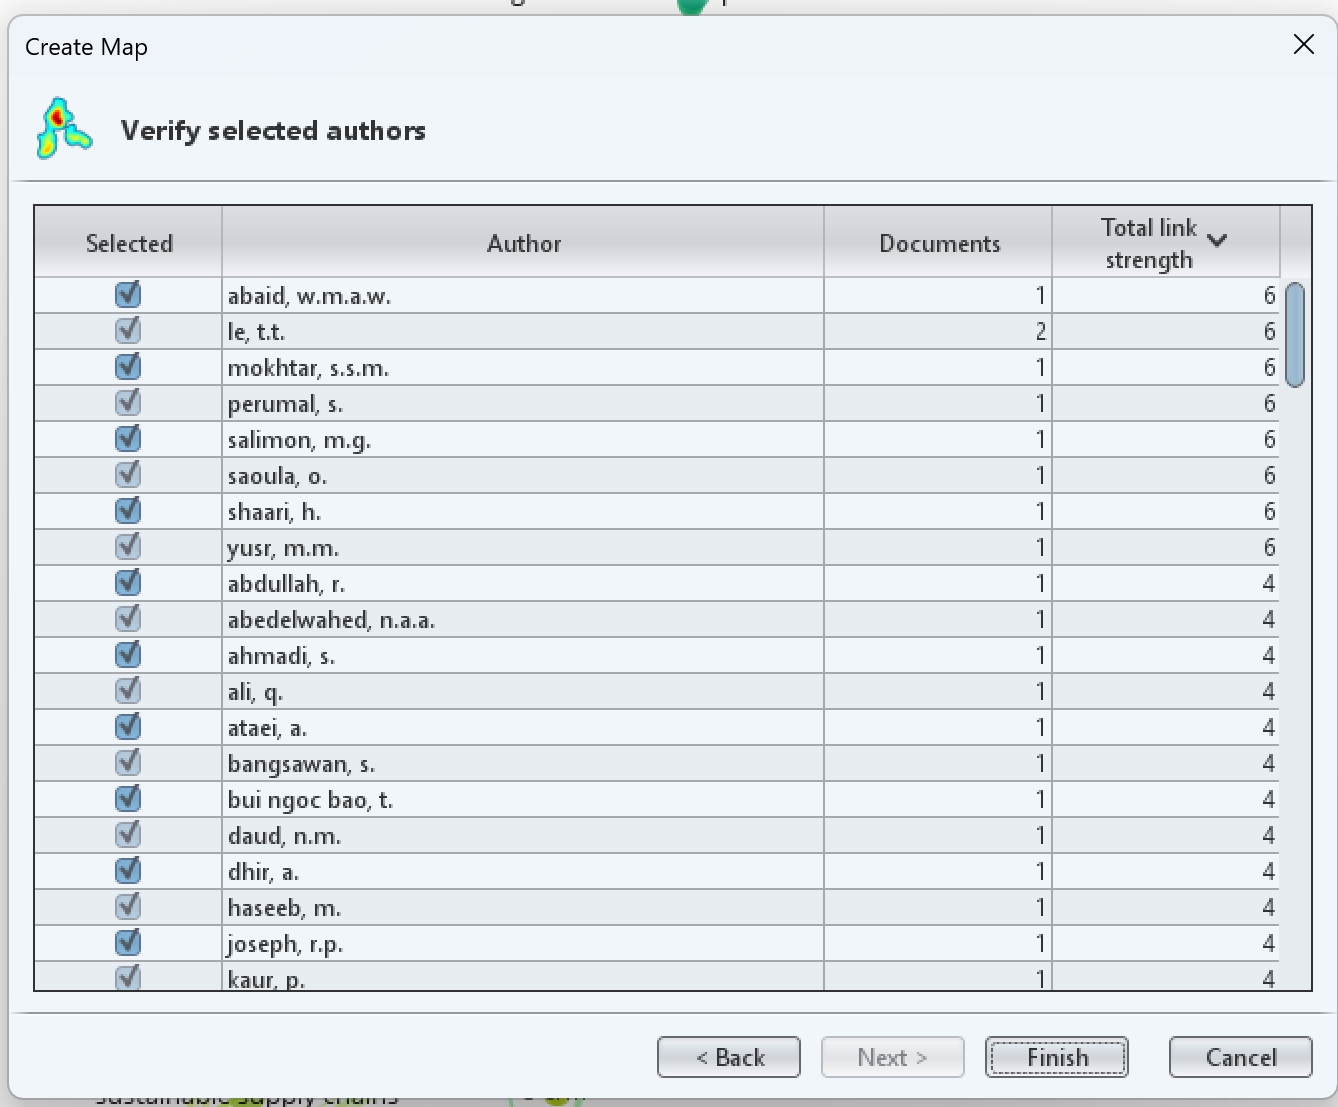 Create Map
Verify selected authors
Selected Author Documents Total link strength
abaid, w.m.a.w. 1 6
le, t.t. 2 6
mokhtar, s.s.m. 1 6
perumal, s. 1 6
salimon, m.g. 1 6
saoula, o. 1 6
shaari, h. 1 6
yusr, m.m. 1 6
abdullah, r. 1 4
abedelwahed, n.a.a. 1 4
ahmadi, s. 1 4
ali, q. 1 4
ataei, a. 1 4
bangsawan, s. 1 4
bui ngoc bao, t. 1 4
daud, n.m. 1 4
dhir, a. 1 4
haseeb, m. 1 4
joseph, r.p. 1 4
kaur, p. 1 4
< Back Next > Finish Cancel
sustainable supply chains